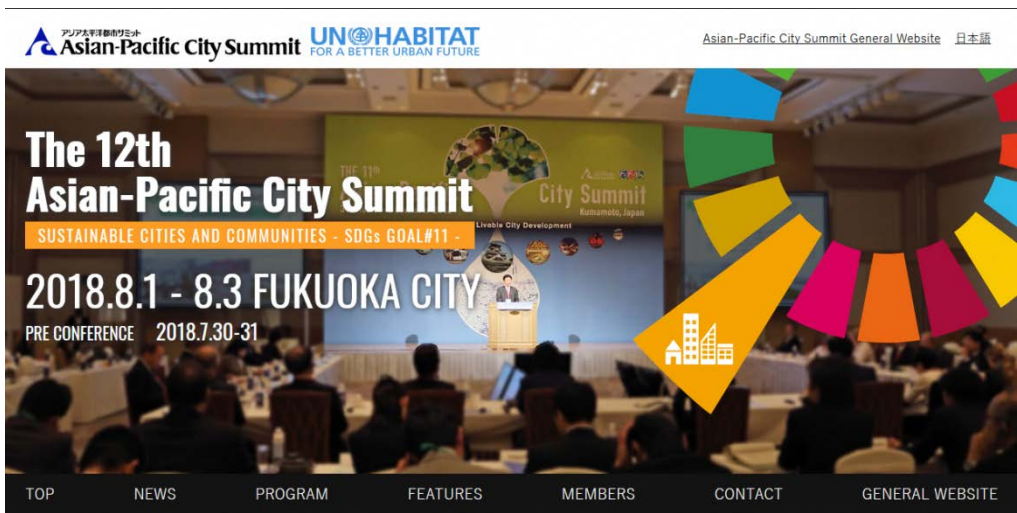 アジア太平洋都市サミット
Asian-Pacific City Summit
UN HABITAT
FOR A BETTER URBAN FUTURE
Asian-Pacific City Summit General Website 日本語
The 12th
Asian-Pacific City Summit
SUSTAINABLE CITIES AND COMMUNITIES - SDGs GOAL#11 -
2018.8.1 - 8.3 FUKUOKA CITY
PRE CONFERENCE 2018.7.30-31
THE 11th
City Summit
Kumamoto, Japan
Livable City Development
TOP NEWS PROGRAM FEATURES MEMBERS CONTACT GENERAL WEBSITE